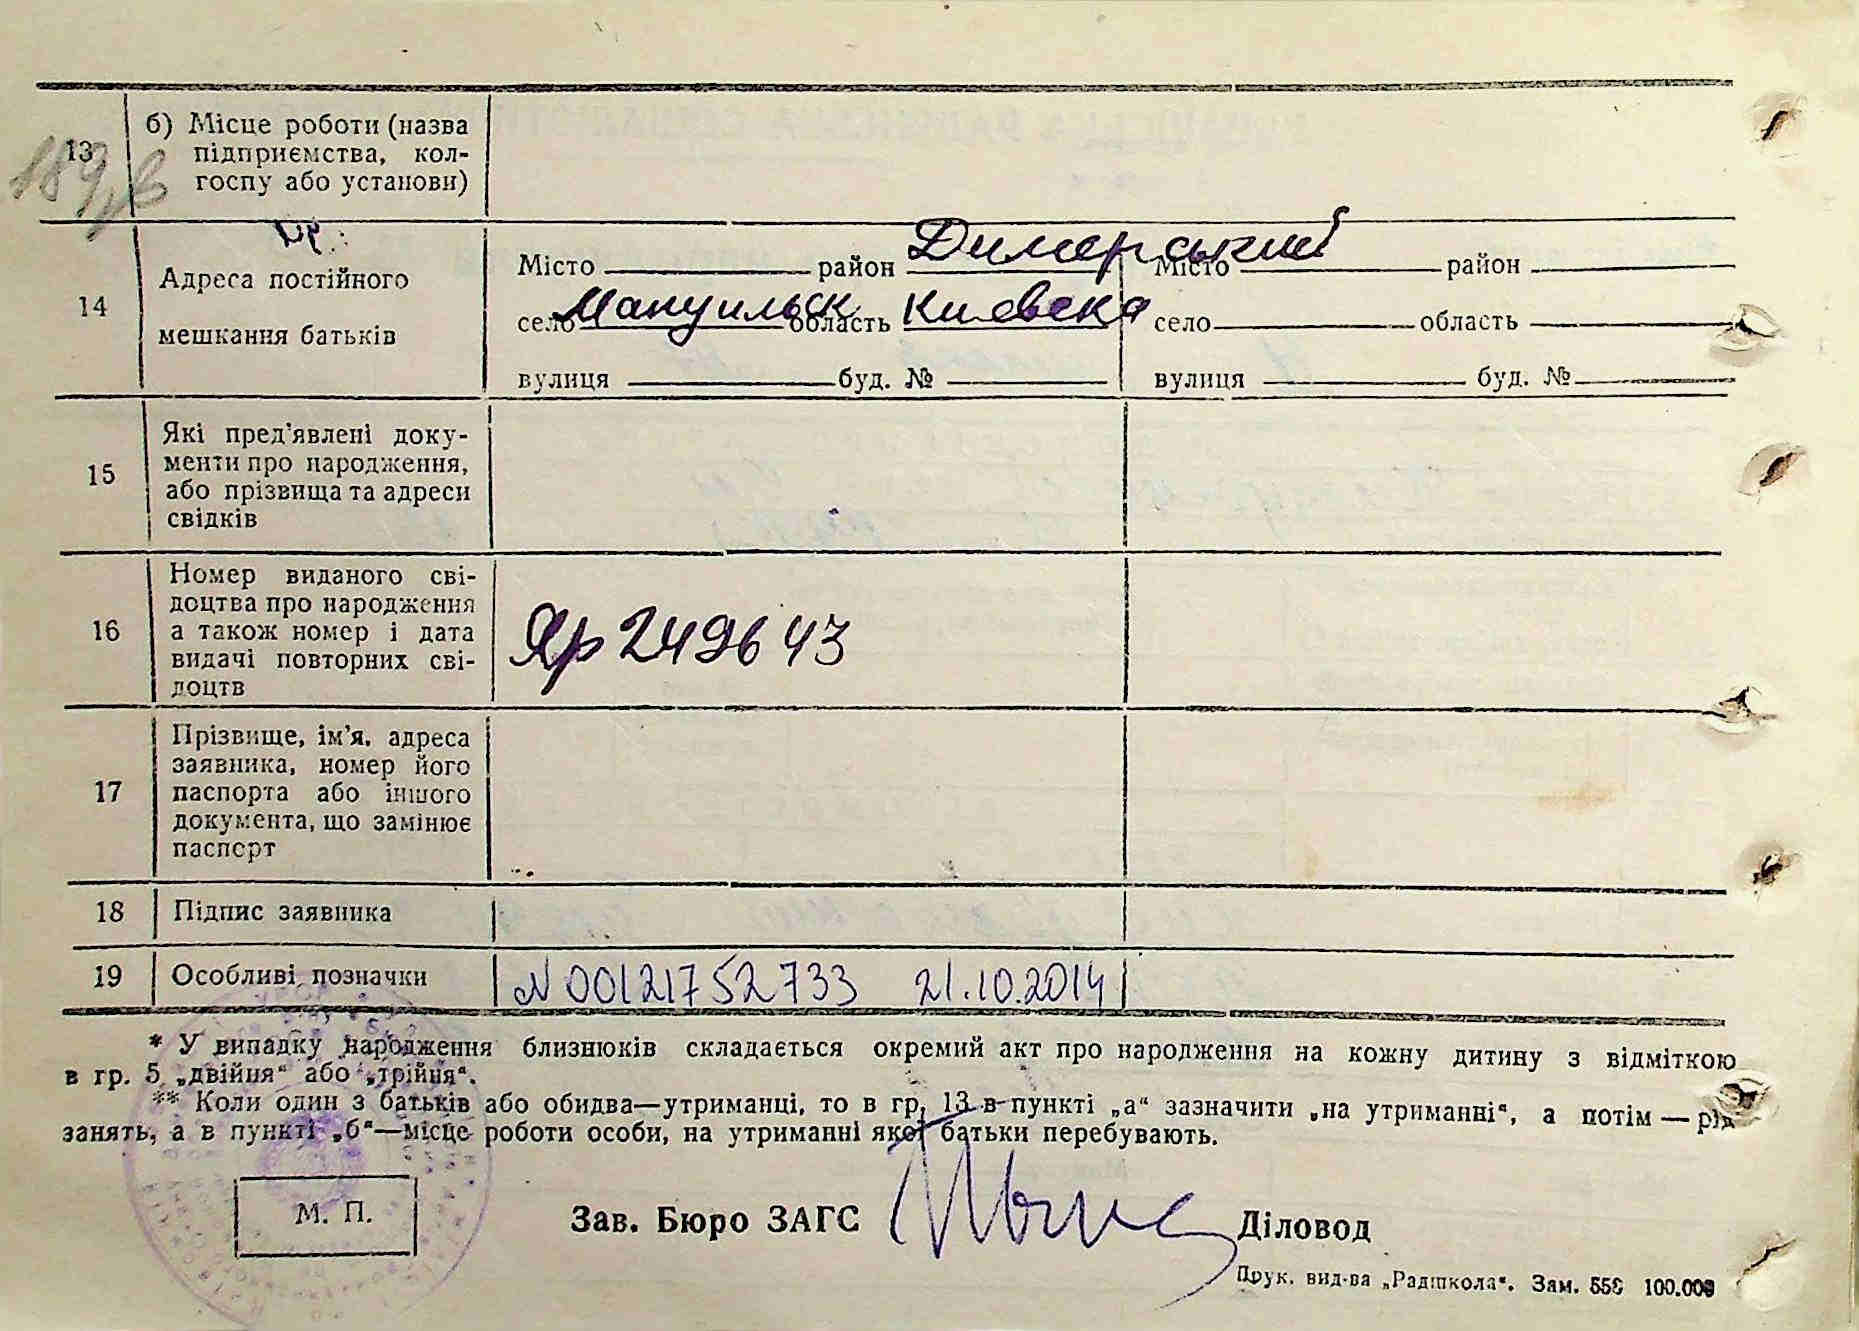 13 б) Місце роботи (назва
підприємства, кол-
госпу або установи)
14 Адреса постійного
мешкання батьків
Місто район Димерський Місто район
село Мануильск область Киевска село область
вулиця буд. № вулиця буд. №
15 Які пред'явлені доку-
менти про народження,
або прізвища та адреси
свідків
16 Номер виданого сві-
доцтва про народження
а також номер і дата
видачі повторних сві-
доцтв
Яр 249643
17 Прізвище, ім'я, адреса
заявника, номер його
паспорта або іншого
документа, що замінює
паспорт
18 Підпис заявника
19 Особливі позначки N 00121752733 21.10.2014
* У випадку народження близнюків складається окремий акт про народження на кожну дитину з відміткою
в гр. 5 „двійня“ або „трійня“.
** Коли один з батьків або обидва—утриманці, то в гр. 13 в пункті „а“ зазначити „на утриманні“, а потім — рід
занять, а в пункті „б“—місце роботи особи, на утриманні якої батьки перебувають.
М. П. Зав. Бюро ЗАГС Діловод
Друк. вид-ва „Радшкола“. Зам. 558 100.000